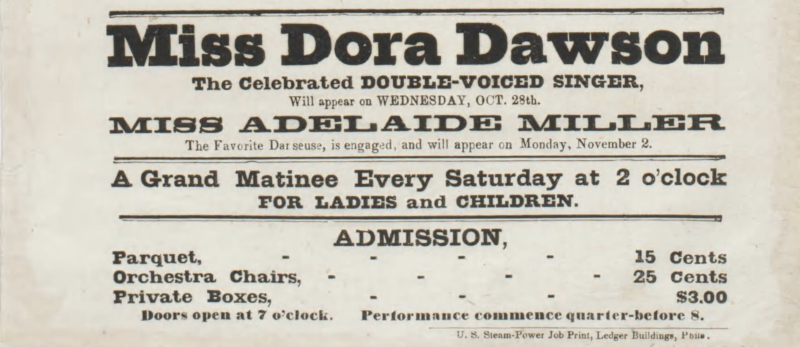 Miss Dora Dawson
The Celebrated DOUBLE-VOICED SINGER,
Will appear on WEDNESDAY, OCT. 28th.
MISS ADELAIDE MILLER
The Favorite Danseuse, is engaged, and will appear on Monday, November 2.
A Grand Matinee Every Saturday at 2 o'clock
FOR LADIES and CHILDREN.
ADMISSION,
Parquet, - - - - 15 Cents
Orchestra Chairs, - - - - 25 Cents
Private Boxes, - - - $3.00
Doors open at 7 o'clock. Performance commence quarter-before 8.
U. S. Steam-Power Job Print, Ledger Buildings, Phila.